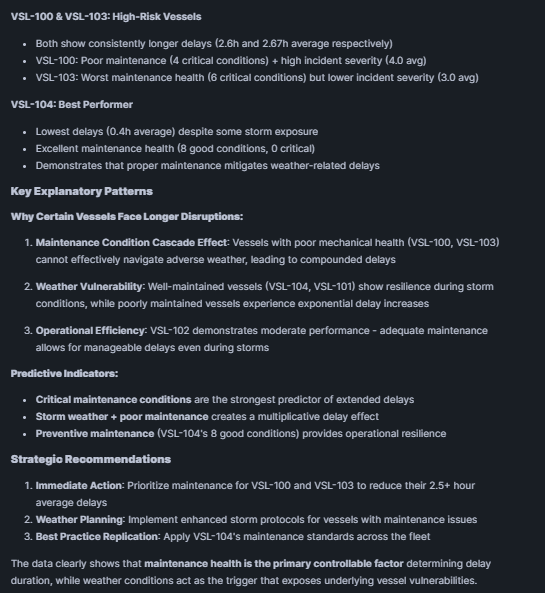 VSL-100 & VSL-103: High-Risk Vessels
• Both show consistently longer delays (2.6h and 2.67h average respectively)
• VSL-100: Poor maintenance (4 critical conditions) + high incident severity (4.0 avg)
• VSL-103: Worst maintenance health (6 critical conditions) but lower incident severity (3.0 avg)
VSL-104: Best Performer
• Lowest delays (0.4h average) despite some storm exposure
• Excellent maintenance health (8 good conditions, 0 critical)
• Demonstrates that proper maintenance mitigates weather-related delays
Key Explanatory Patterns
Why Certain Vessels Face Longer Disruptions:
1. Maintenance Condition Cascade Effect: Vessels with poor mechanical health (VSL-100, VSL-103)
cannot effectively navigate adverse weather, leading to compounded delays
2. Weather Vulnerability: Well-maintained vessels (VSL-104, VSL-101) show resilience during storm
conditions, while poorly maintained vessels experience exponential delay increases
3. Operational Efficiency: VSL-102 demonstrates moderate performance - adequate maintenance
allows for manageable delays even during storms
Predictive Indicators:
• Critical maintenance conditions are the strongest predictor of extended delays
• Storm weather + poor maintenance creates a multiplicative delay effect
• Preventive maintenance (VSL-104's 8 good conditions) provides operational resilience
Strategic Recommendations
1. Immediate Action: Prioritize maintenance for VSL-100 and VSL-103 to reduce their 2.5+ hour
average delays
2. Weather Planning: Implement enhanced storm protocols for vessels with maintenance issues
3. Best Practice Replication: Apply VSL-104's maintenance standards across the fleet
The data clearly shows that maintenance health is the primary controllable factor determining delay
duration, while weather conditions act as the trigger that exposes underlying vessel vulnerabilities.